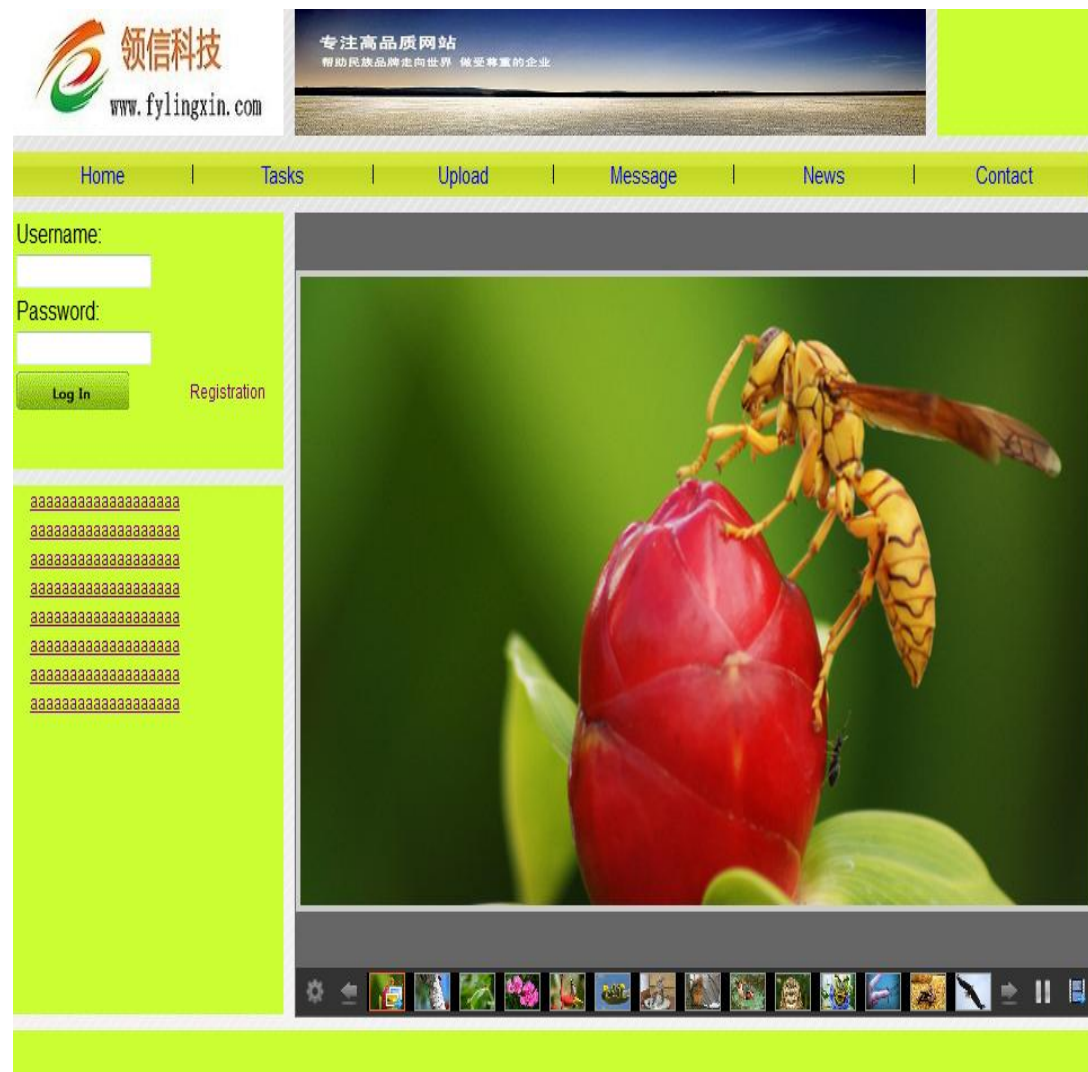 领信科技
www.fylingxin.com
专注高品质网站
帮助民族品牌走向世界 做受尊重的企业
Home | Tasks | Upload | Message | News | Contact
Username:
Password:
Log In Registration
aaaaaaaaaaaaaaaaaaa
aaaaaaaaaaaaaaaaaaa
aaaaaaaaaaaaaaaaaaa
aaaaaaaaaaaaaaaaaaa
aaaaaaaaaaaaaaaaaaa
aaaaaaaaaaaaaaaaaaa
aaaaaaaaaaaaaaaaaaa
aaaaaaaaaaaaaaaaaaa